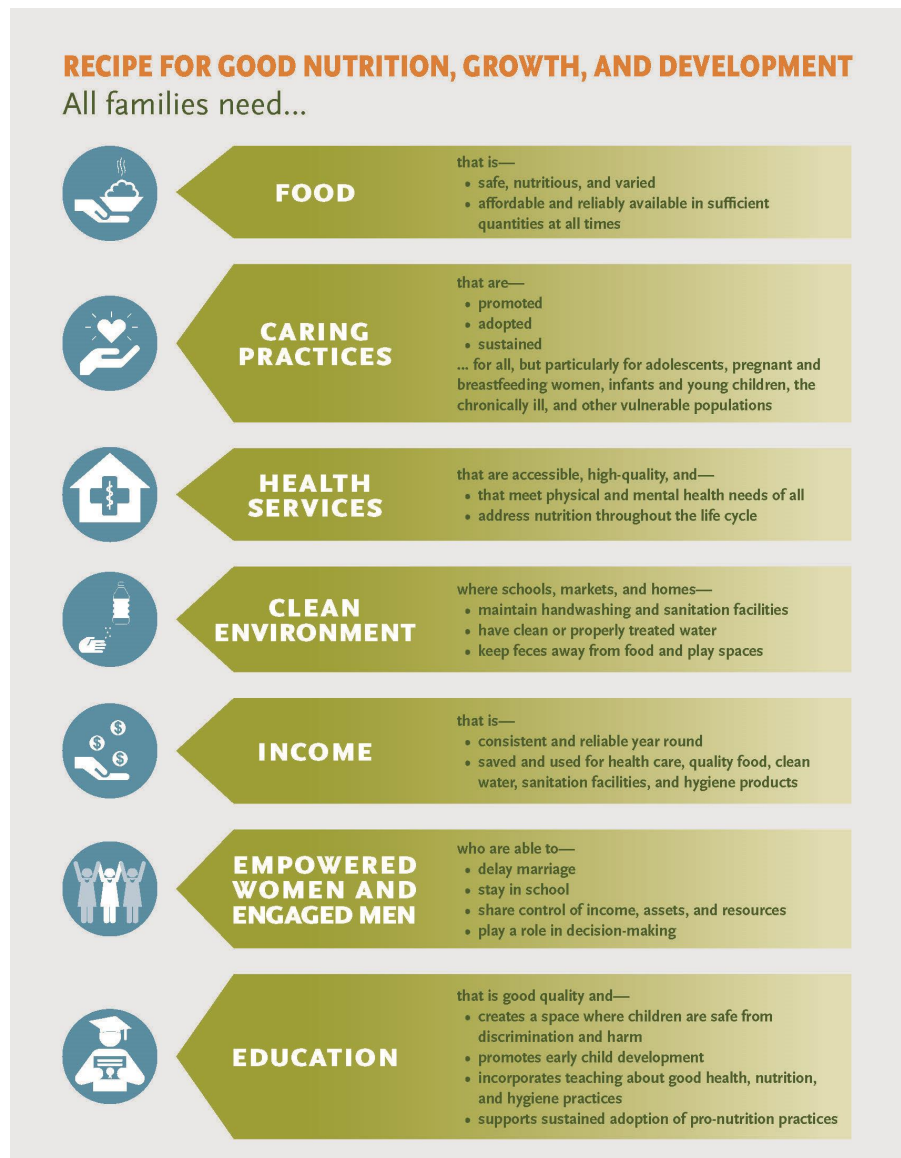 RECIPE FOR GOOD NUTRITION, GROWTH, AND DEVELOPMENT
All families need...
FOOD
that is—
• safe, nutritious, and varied
• affordable and reliably available in sufficient
quantities at all times
CARING
PRACTICES
that are—
• promoted
• adopted
• sustained
... for all, but particularly for adolescents, pregnant and
breastfeeding women, infants and young children, the
chronically ill, and other vulnerable populations
HEALTH
SERVICES
that are accessible, high-quality, and—
• that meet physical and mental health needs of all
• address nutrition throughout the life cycle
CLEAN
ENVIRONMENT
where schools, markets, and homes—
• maintain handwashing and sanitation facilities
• have clean or properly treated water
• keep feces away from food and play spaces
$
$
$
INCOME
that is—
• consistent and reliable year round
• saved and used for health care, quality food, clean
water, sanitation facilities, and hygiene products
EMPOWERED
WOMEN AND
ENGAGED MEN
who are able to—
• delay marriage
• stay in school
• share control of income, assets, and resources
• play a role in decision-making
EDUCATION
that is good quality and—
• creates a space where children are safe from
discrimination and harm
• promotes early child development
• incorporates teaching about good health, nutrition,
and hygiene practices
• supports sustained adoption of pro-nutrition practices